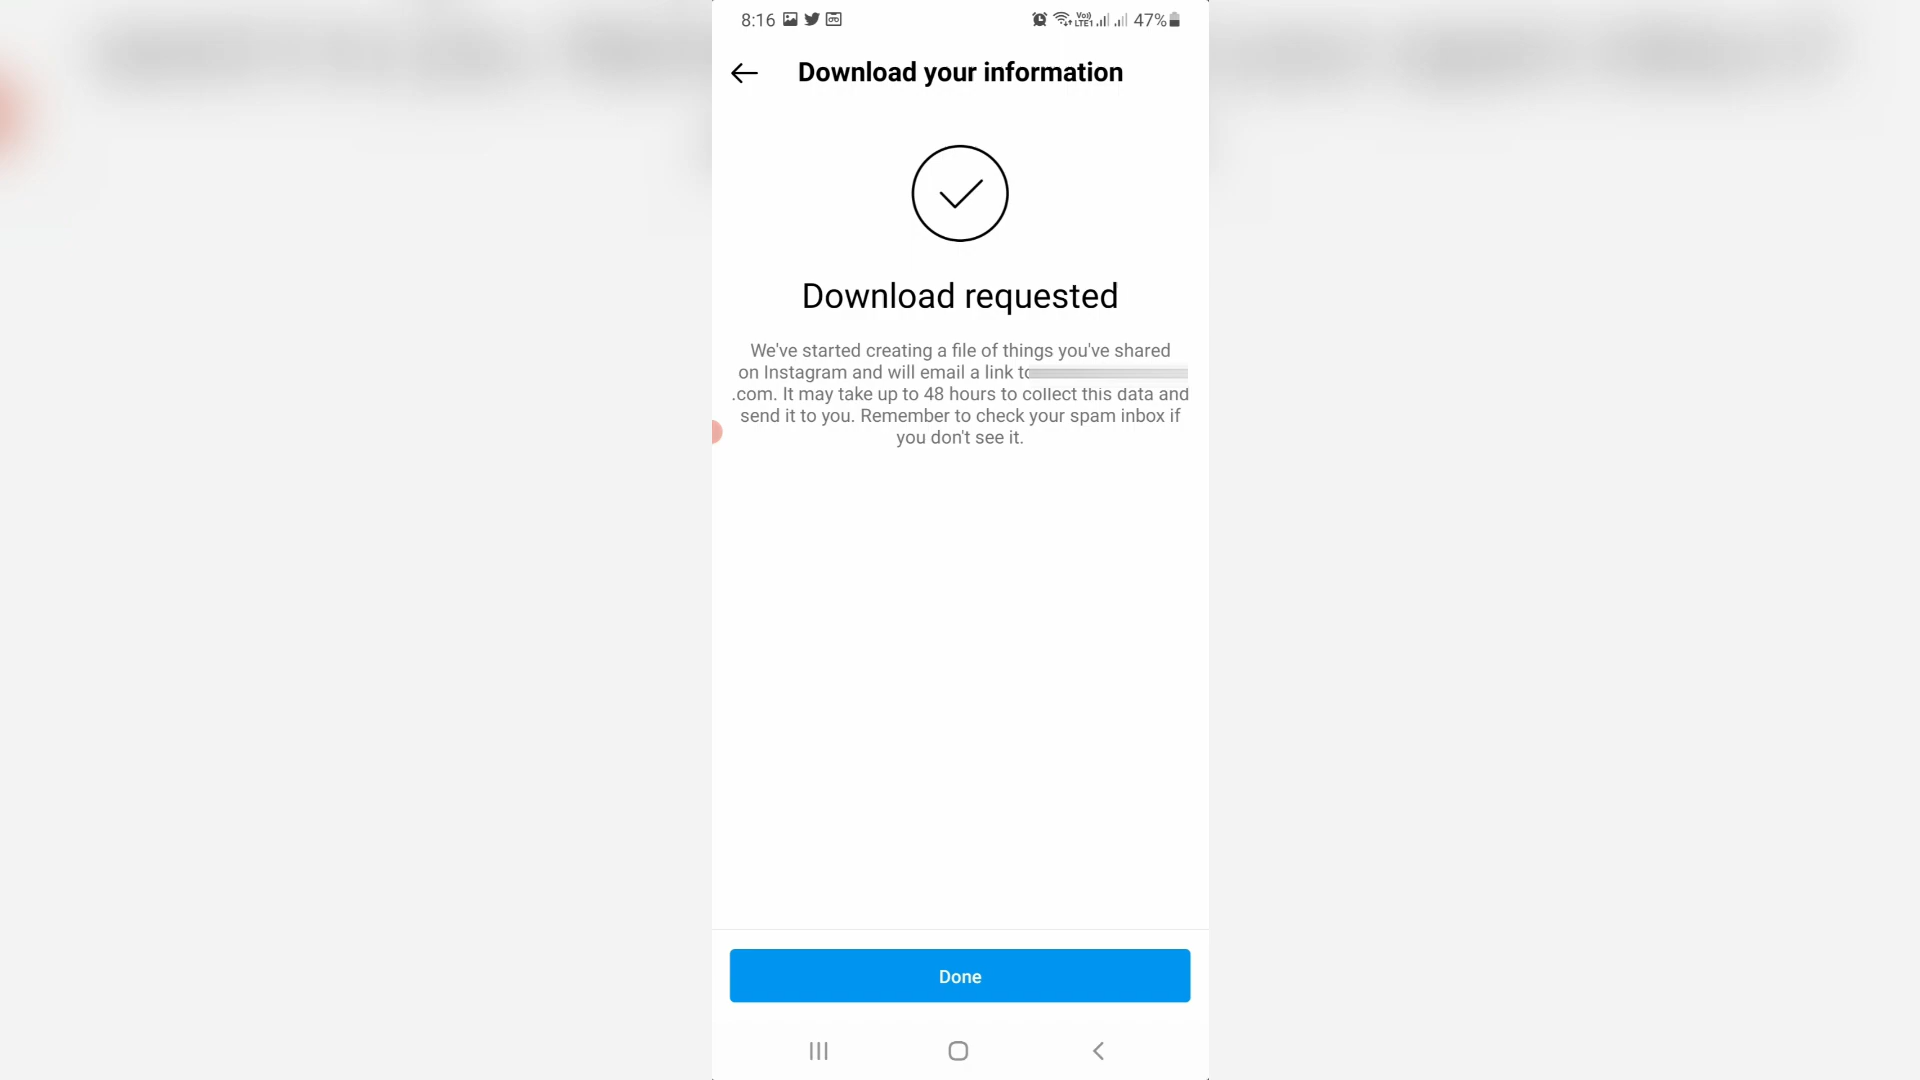 8:16 47%
Download your information
Download requested
We've started creating a file of things you've shared
on Instagram and will email a link to
.com. It may take up to 48 hours to collect this data and
send it to you. Remember to check your spam inbox if
you don't see it.
Done